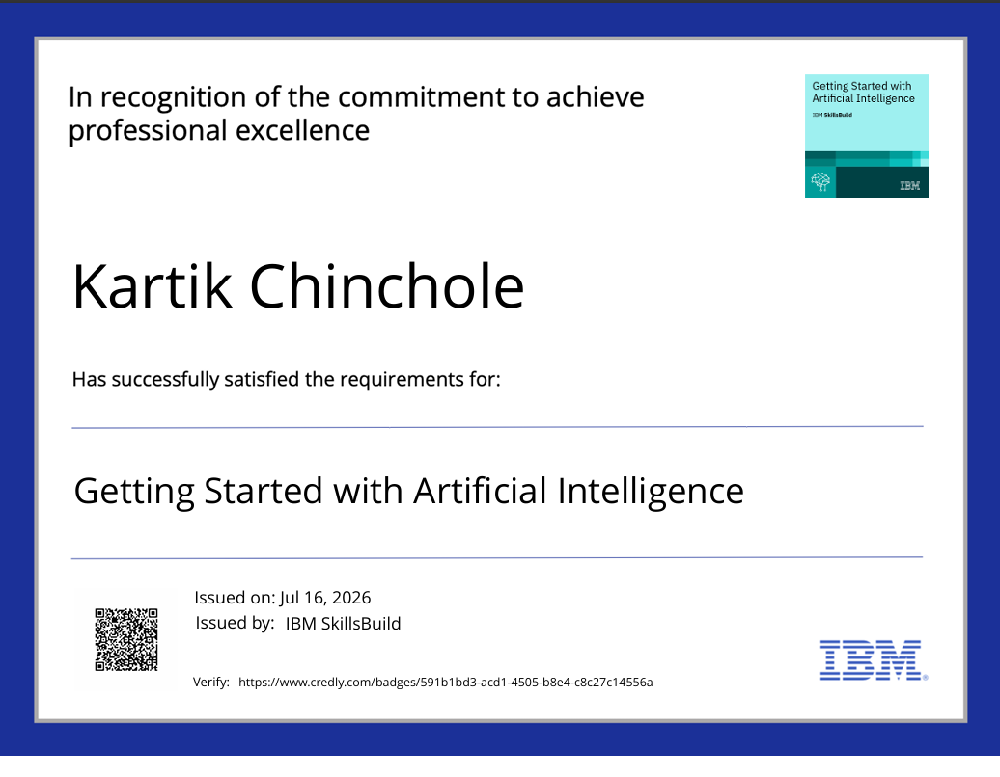 In recognition of the commitment to achieve
professional excellence
Getting Started with
Artificial Intelligence
IBM SkillsBuild
IBM
Kartik Chinchole
Has successfully satisfied the requirements for:
Getting Started with Artificial Intelligence
Issued on: Jul 16, 2026
Issued by: IBM SkillsBuild
Verify: https://www.credly.com/badges/591b1bd3-acd1-4505-b8e4-c8c27c14556a
IBM®